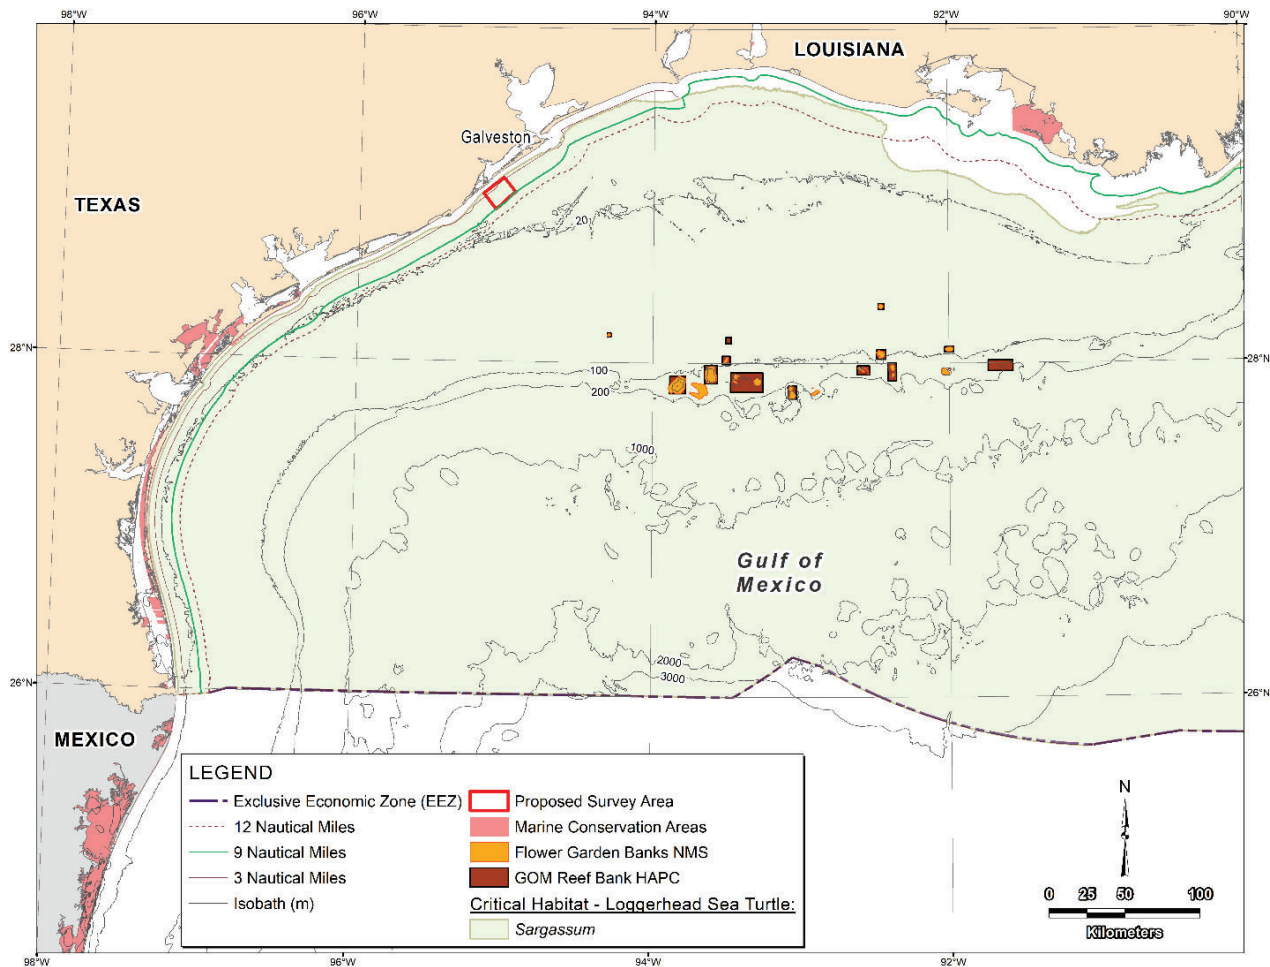 98°W
96°W
94°W
92°W
90°W
LOUISIANA
Galveston
TEXAS
20
28°N
28°N
100
200
1000
Gulf of
Mexico
2000
3000
26°N
26°N
MEXICO
LEGEND
Exclusive Economic Zone (EEZ)
12 Nautical Miles
9 Nautical Miles
3 Nautical Miles
Isobath (m)
Proposed Survey Area
Marine Conservation Areas
Flower Garden Banks NMS
GOM Reef Bank HAPC
Critical Habitat - Loggerhead Sea Turtle:
Sargassum
N
0 25 50 100
Kilometers
98°W
96°W
94°W
92°W